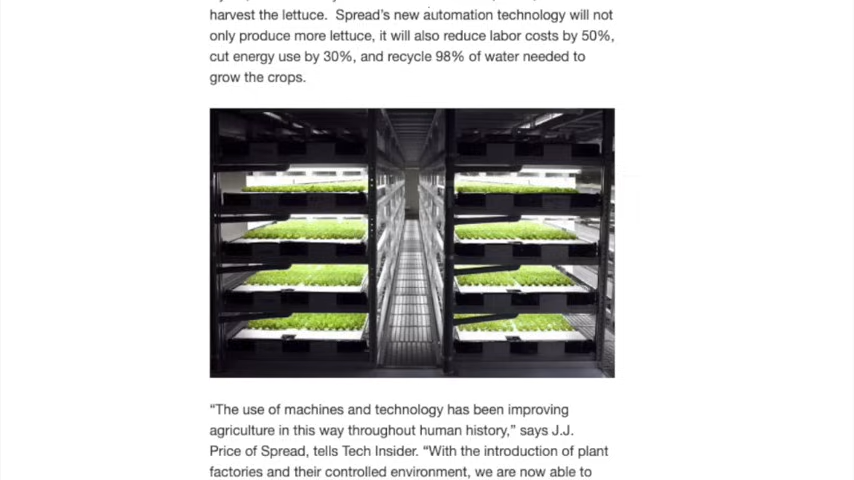 harvest the lettuce.  Spread’s new automation technology will not
only produce more lettuce, it will also reduce labor costs by 50%,
cut energy use by 30%, and recycle 98% of water needed to
grow the crops.
“The use of machines and technology has been improving
agriculture in this way throughout human history,” says J.J.
Price of Spread, tells Tech Insider. “With the introduction of plant
factories and their controlled environment, we are now able to